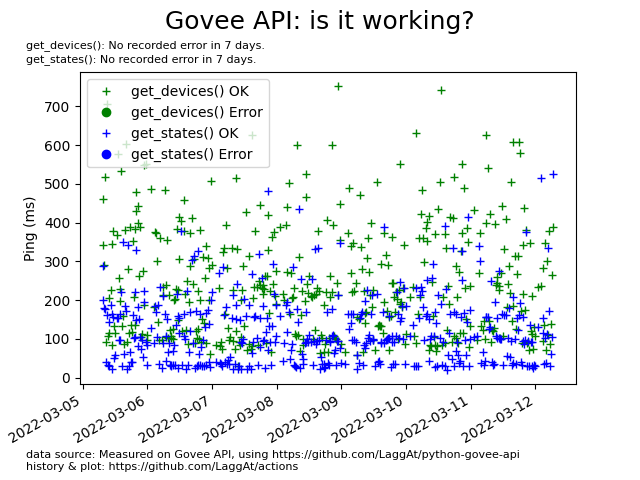 Govee API: is it working?
get_devices(): No recorded error in 7 days.
get_states(): No recorded error in 7 days.
get_devices() OK
get_devices() Error
get_states() OK
get_states() Error
Ping (ms)
700
600
500
400
300
200
100
0
2022-03-05
2022-03-06
2022-03-07
2022-03-08
2022-03-09
2022-03-10
2022-03-11
2022-03-12
data source: Measured on Govee API, using https://github.com/LaggAt/python-govee-api
history & plot: https://github.com/LaggAt/actions